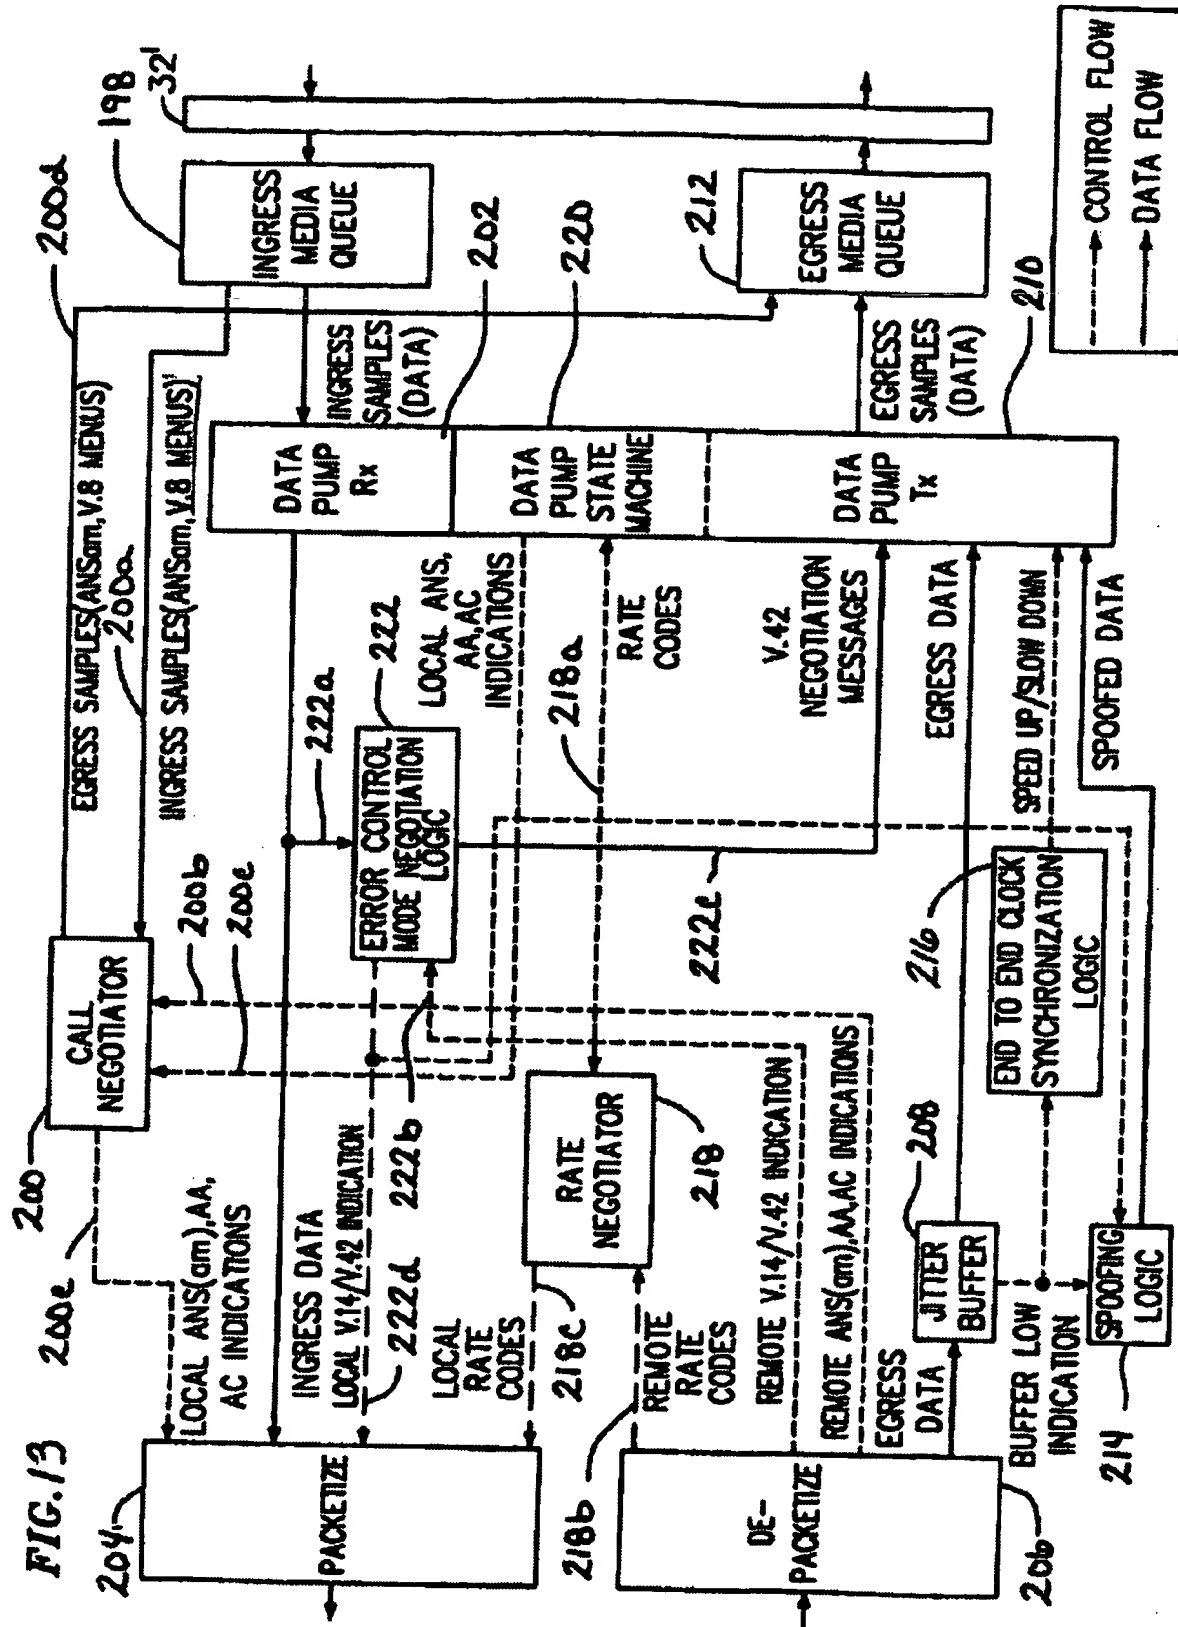 FIG.13
204
PACKETIZE
DE-
PACKETIZE
206
200e
LOCAL ANS(am),AA,
AC INDICATIONS
INGRESS DATA
LOCAL V.14/V.42 INDICATION
222d
LOCAL
RATE
CODES
218c
218b
REMOTE
RATE
CODES
REMOTE V.14/V.42 INDICATION
REMOTE ANS(am),AA,AC INDICATIONS
EGRESS
DATA
BUFFER LOW
INDICATION
214
200
CALL
NEGOTIATOR
200b
200c
222b
RATE
NEGOTIATOR
218
208
JITTER
BUFFER
SPOOFING
LOGIC
216
END TO END CLOCK
SYNCHRONIZATION
LOGIC
222
ERROR CONTROL
MODE NEGOTIATION
LOGIC
222a
222c
218a
EGRESS SAMPLES(ANSam,V.8 MENUS)
200a
INGRESS SAMPLES(ANSam,V.8 MENUS)
LOCAL ANS,
AA,AC
INDICATIONS
RATE
CODES
V.42
NEGOTIATION
MESSAGES
EGRESS DATA
SPEED UP/SLOW DOWN
SPOOFED DATA
DATA
PUMP
Rx
DATA
PUMP
STATE
MACHINE
DATA
PUMP
Tx
200d
198
32'
INGRESS
MEDIA
QUEUE
INGRESS
SAMPLES
(DATA)
202
220
212
EGRESS
MEDIA
QUEUE
EGRESS
SAMPLES
(DATA)
210
CONTROL FLOW
DATA FLOW